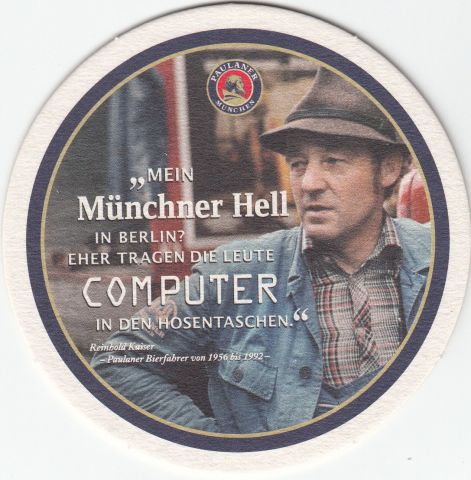 PAULANER
MÜNCHEN
„MEIN
Münchner Hell
IN BERLIN?
EHER TRAGEN DIE LEUTE
COMPUTER
IN DEN HOSENTASCHEN.“
Reinhold Kaiser
– Paulaner Bierfahrer von 1956 bis 1992 –